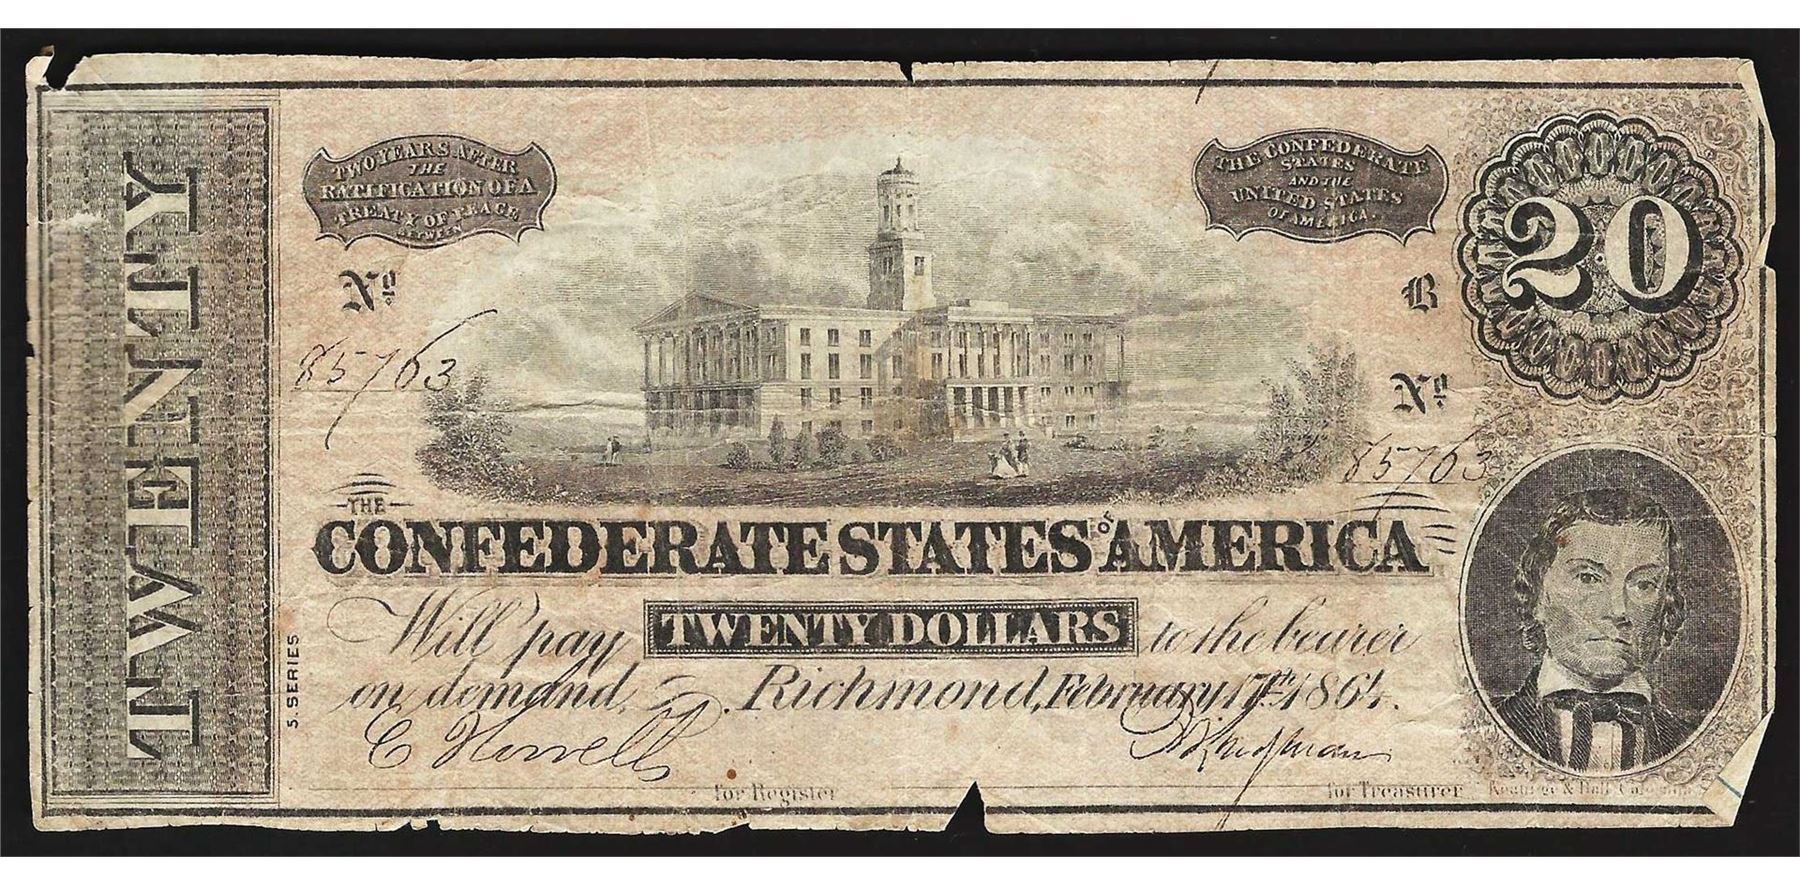 TWENTY
TWO YEARS AFTER
THE
RATIFICATION OF A
TREATY OF PEACE
BETWEEN
THE CONFEDERATE
STATES
AND THE
UNITED STATES
OF AMERICA.
20
Nº
85763
B
Nº
85763
THE
CONFEDERATE STATES OF AMERICA
Will pay TWENTY DOLLARS to the bearer
on demand,
Richmond, February 17th 1864.
5. SERIES
C
for Register
for Treasurer
& Ball